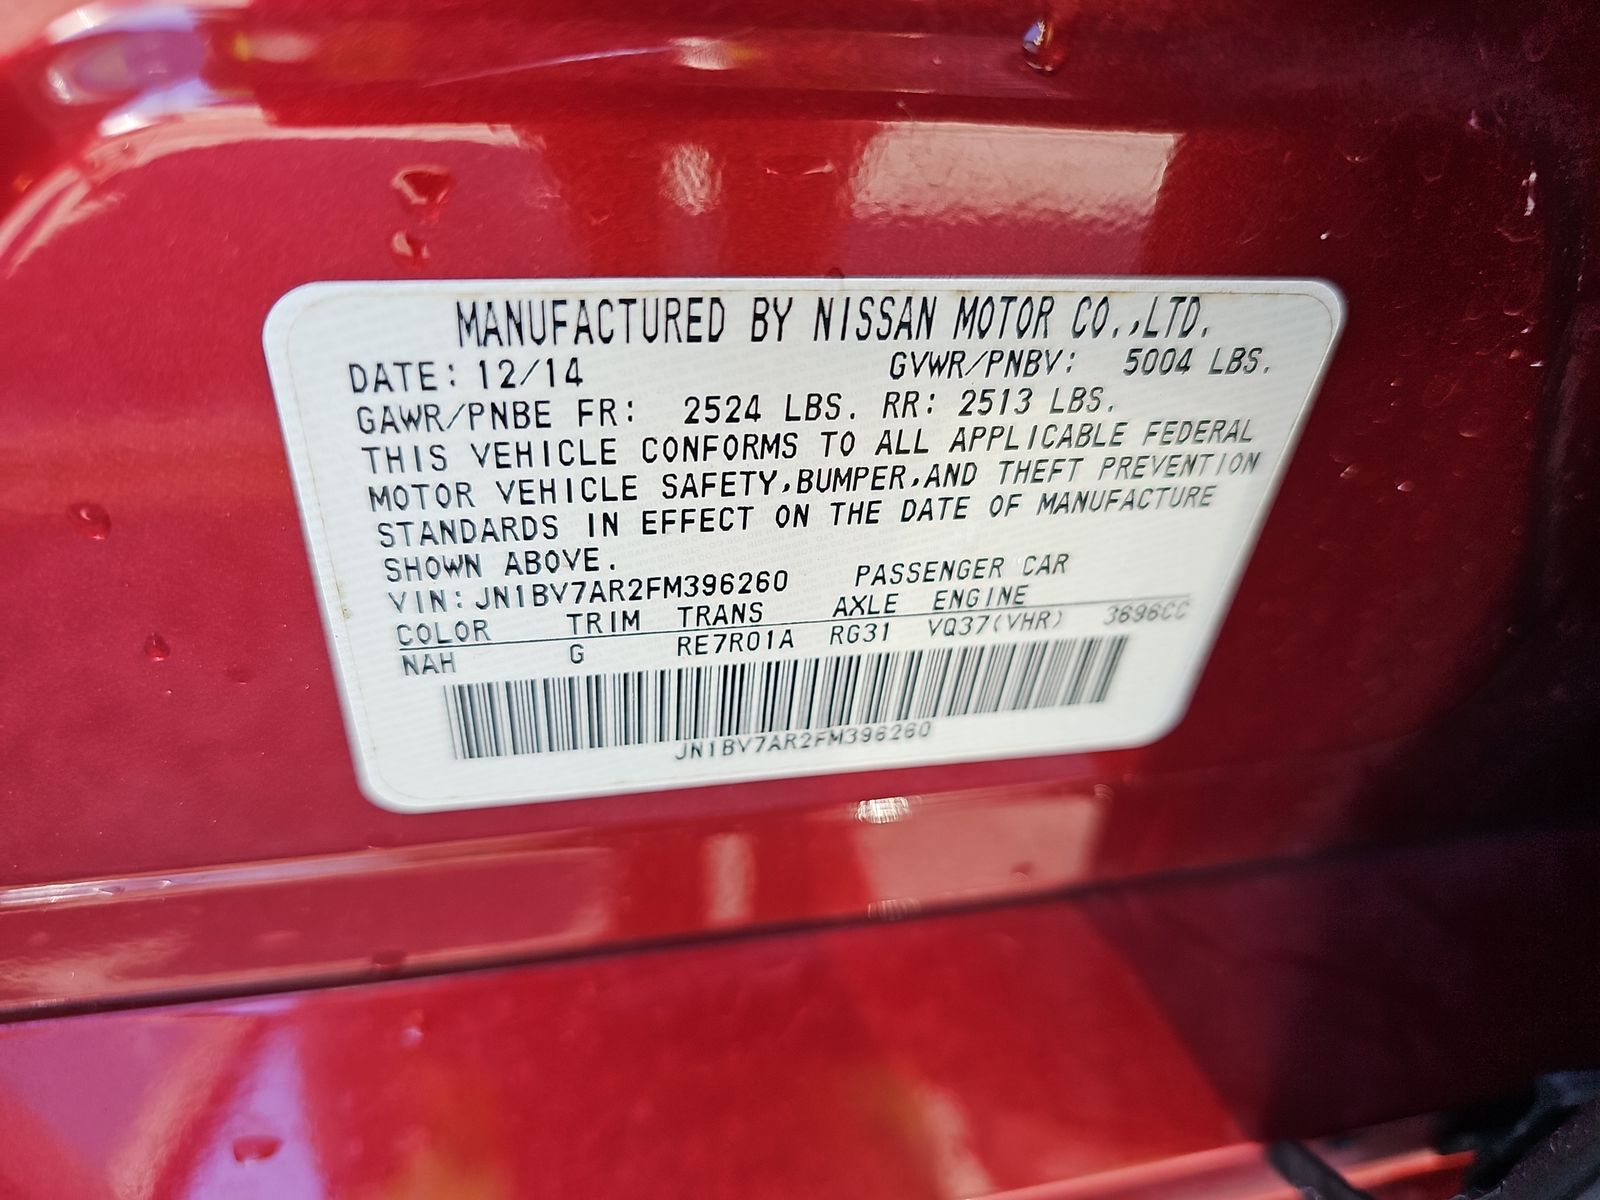 MANUFACTURED BY NISSAN MOTOR CO.,LTD.
DATE: 12/14 GVWR/PNBV: 5004 LBS.
GAWR/PNBE FR: 2524 LBS. RR: 2513 LBS.
THIS VEHICLE CONFORMS TO ALL APPLICABLE FEDERAL
MOTOR VEHICLE SAFETY,BUMPER,AND THEFT PREVENTION
STANDARDS IN EFFECT ON THE DATE OF MANUFACTURE
SHOWN ABOVE.
VIN: JN1BV7AR2FM396260 PASSENGER CAR
COLOR TRIM TRANS AXLE ENGINE
NAH G RE7R01A RG31 VQ37(VHR) 3696CC
JN1BV7AR2FM396260